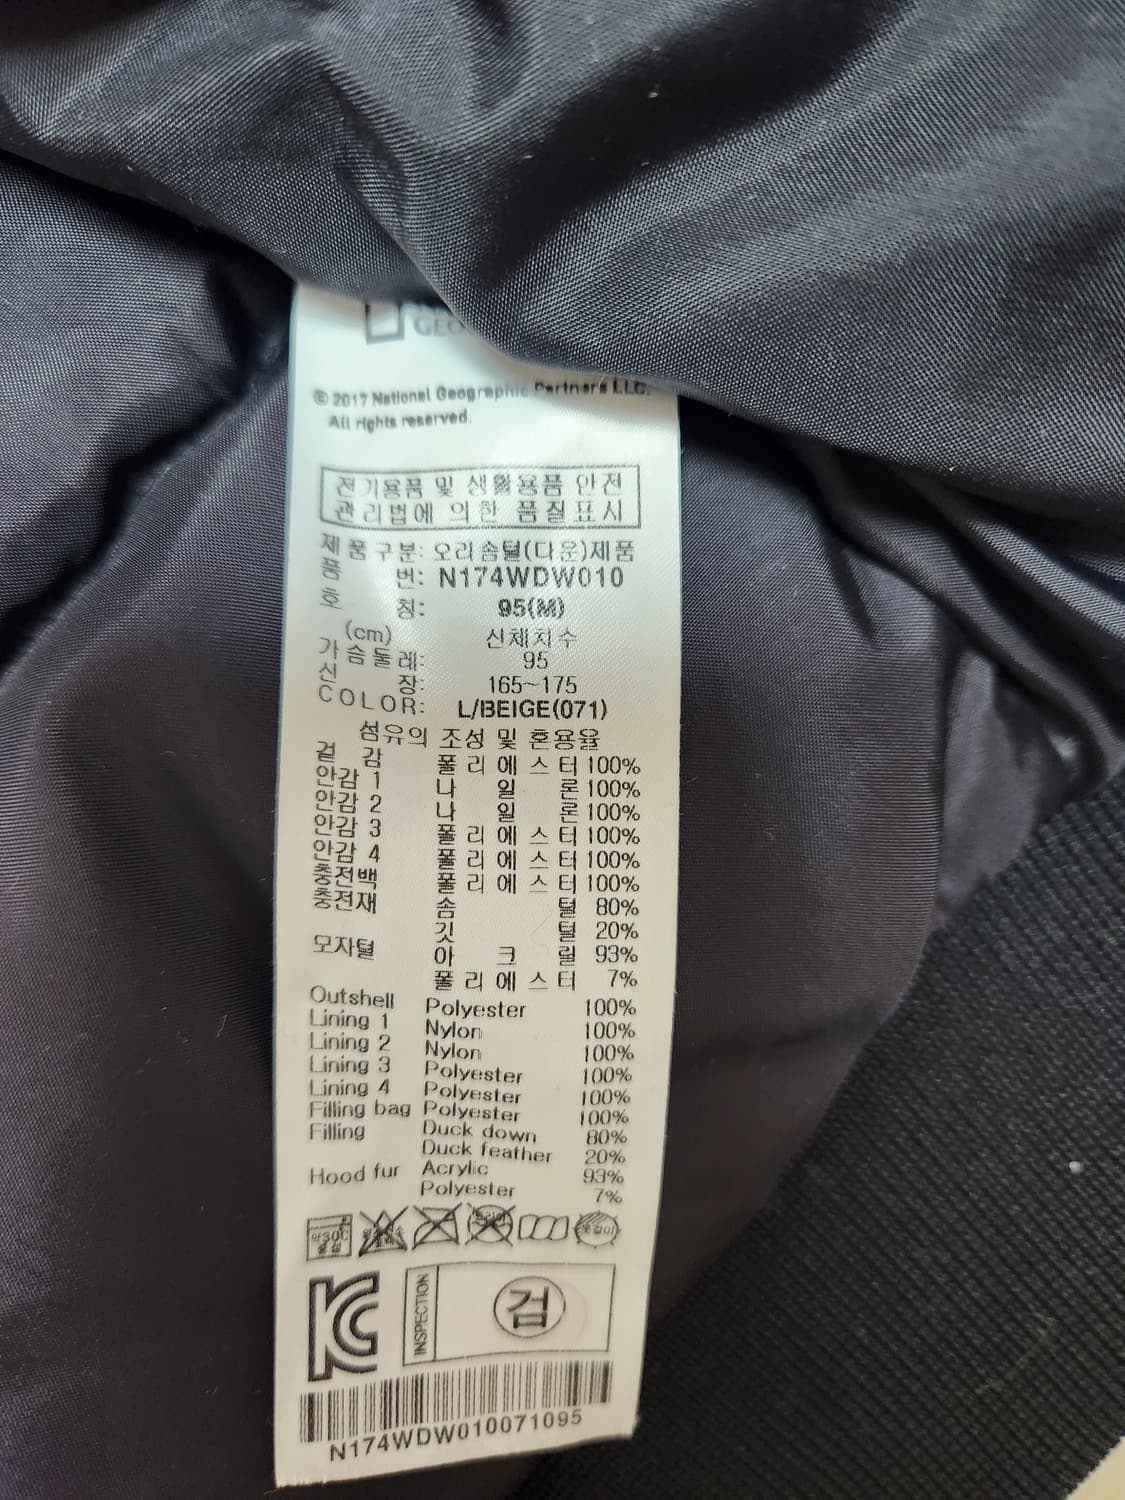 GEO
© 2017 National Geographic Partners LLC.
All rights reserved.
전기용품 및 생활용품 안전
관리법에 의한 품질표시
제품구분: 오리솜털(다운)제품
품 번: N174WDW010
호 칭: 95(M)
(cm) 신체치수
가슴둘레: 95
신 장: 165~175
COLOR: L/BEIGE(071)
섬유의 조성 및 혼용율
겉 감 폴리에스터 100%
안감 1 나 일 론 100%
안감 2 나 일 론 100%
안감 3 폴리에스터 100%
안감 4 폴리에스터 100%
충전백 폴리에스터 100%
충전재 솜 털 80%
깃 털 20%
모자털 아 크 릴 93%
폴리에스터 7%
Outshell Polyester 100%
Lining 1 Nylon 100%
Lining 2 Nylon 100%
Lining 3 Polyester 100%
Lining 4 Polyester 100%
Filling bag Polyester 100%
Filling Duck down 80%
Duck feather 20%
Hood fur Acrylic 93%
Polyester 7%
약30℃
KC INSPECTION 검
N174WDW010071095